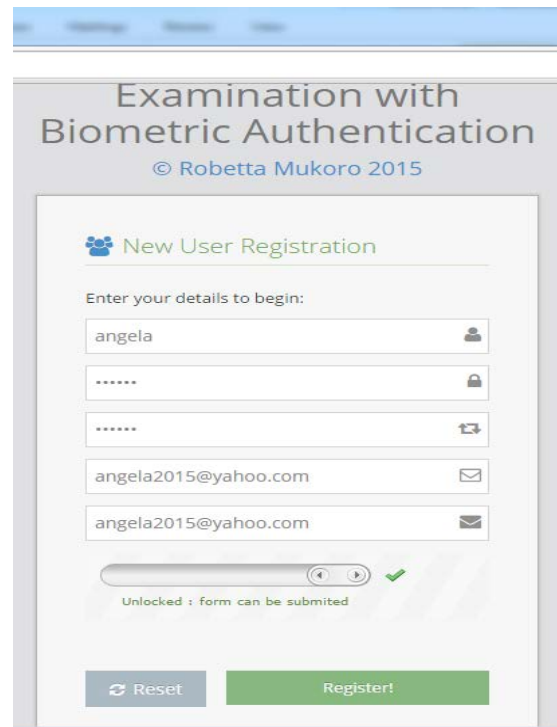 Examination with
Biometric Authentication
© Robetta Mukoro 2015
New User Registration
Enter your details to begin:
angela
••••••
••••••
angela2015@yahoo.com
angela2015@yahoo.com
Unlocked : form can be submited
Reset
Register!